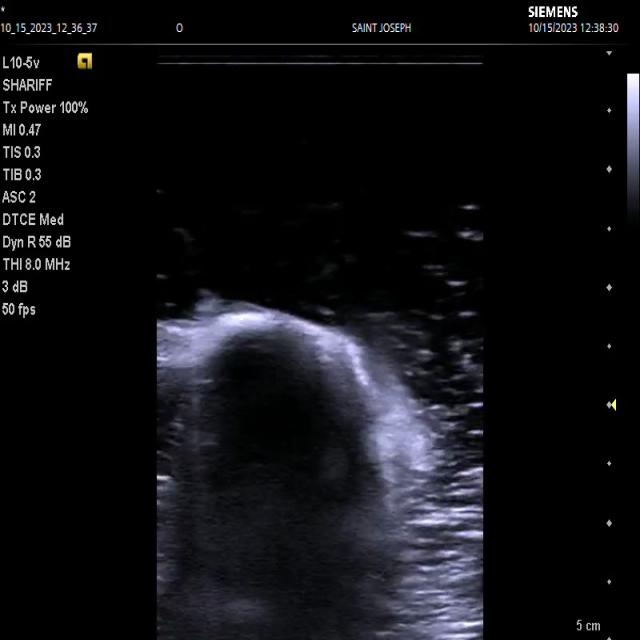 SIEMENS
10_15_2023_12_36_37 O SAINT JOSEPH 10/15/2023 12:38:30
L10-5v
SHARIFF
Tx Power 100%
MI 0.47
TIS 0.3
TIB 0.3
ASC 2
DTCE Med
Dyn R 55 dB
THI 8.0 MHz
3 dB
50 fps
5 cm